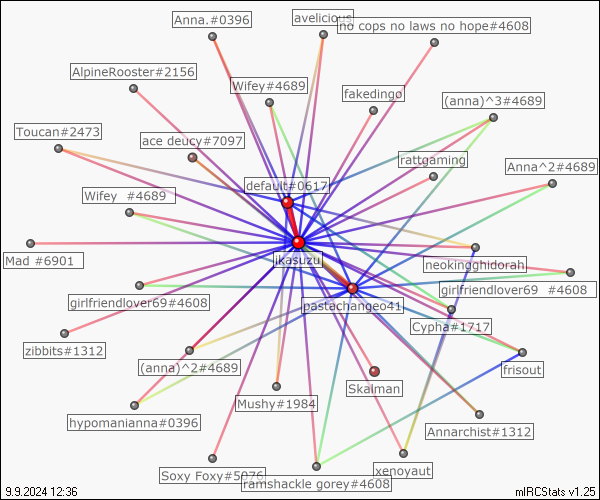 Anna.#0396
avelicious
no cops no laws no hope#4608
AlpineRooster#2156
Wifey#4689
fakedingo
(anna)^3#4689
Toucan#2473
ace deucy#7097
rattgaming
Anna^2#4689
default#0617
Wifey #4689
jkasuzu
Mad #6901
neokingghidorah
girlfriendlover69#4608
pastachangeo41
girlfriendlover69 #4608
Cypha#1717
zibbits#1312
(anna)^2#4689
Skalman
frisout
Mushy#1984
hypomanianna#0396
Annarchist#1312
Soxy Foxy#5076
xenoyaut
ramshackle gorey#4608
9.9.2024 12:36
mIRCStats v1.25